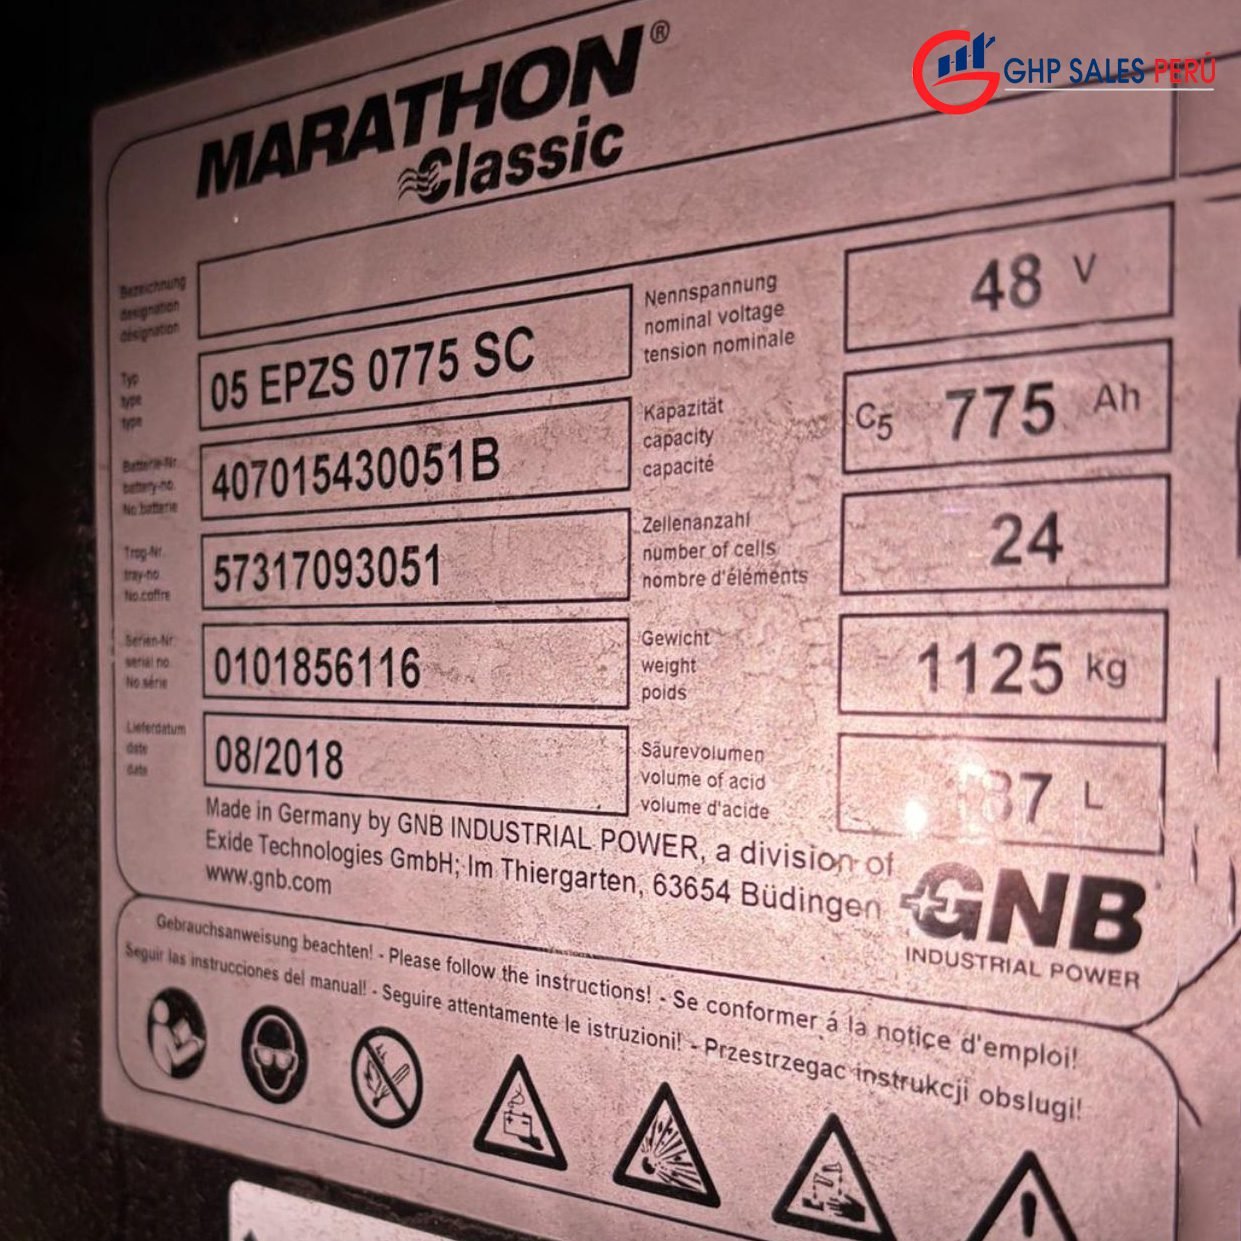 GHP SALES PERÚ
MARATHON®
Classic
Bezeichnung
designation
désignation
Typ
type
type
05 EPZS 0775 SC
Batterie-Nr.
battery-no.
No.batterie
407015430051B
Trog-Nr.
tray-no.
No.coffre
57317093051
Serien-Nr.
serial no.
No.série
0101856116
Lieferdatum
date
date
08/2018
Nennspannung
nominal voltage
tension nominale
48 V
Kapazität
capacity
capacité
C5 775 Ah
Zellenanzahl
number of cells
nombre d'éléments
24
Gewicht
weight
poids
1125 kg
Säurevolumen
volume of acid
volume d'acide
L
Made in Germany by GNB INDUSTRIAL POWER, a division of
Exide Technologies GmbH; Im Thiergarten, 63654 Büdingen
www.gnb.com
GNB
INDUSTRIAL POWER
Gebrauchsanweisung beachten! - Please follow the instructions! - Se conformer á la notice d'emploi!
Seguir las instrucciones del manual! - Seguire attentamente le istruzioni! - Przestrzegac instrukcji obslugi!